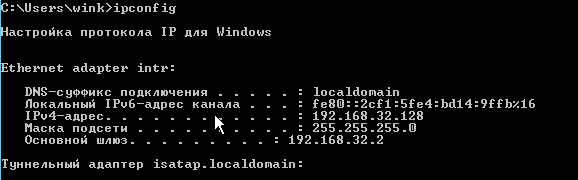 C:\Users\wink>ipconfig
Настройка протокола IP для Windows
Ethernet adapter intr:
DNS-суффикс подключения . . . . . : localdomain
Локальный IPv6-адрес канала . . . : fe80::2cf1:5fe4:bd14:9ffb%16
IPv4-адрес. . . . . . . . . . . . : 192.168.32.128
Маска подсети . . . . . . . . . . : 255.255.255.0
Основной шлюз. . . . . . . . . : 192.168.32.2
Туннельный адаптер isatap.localdomain: